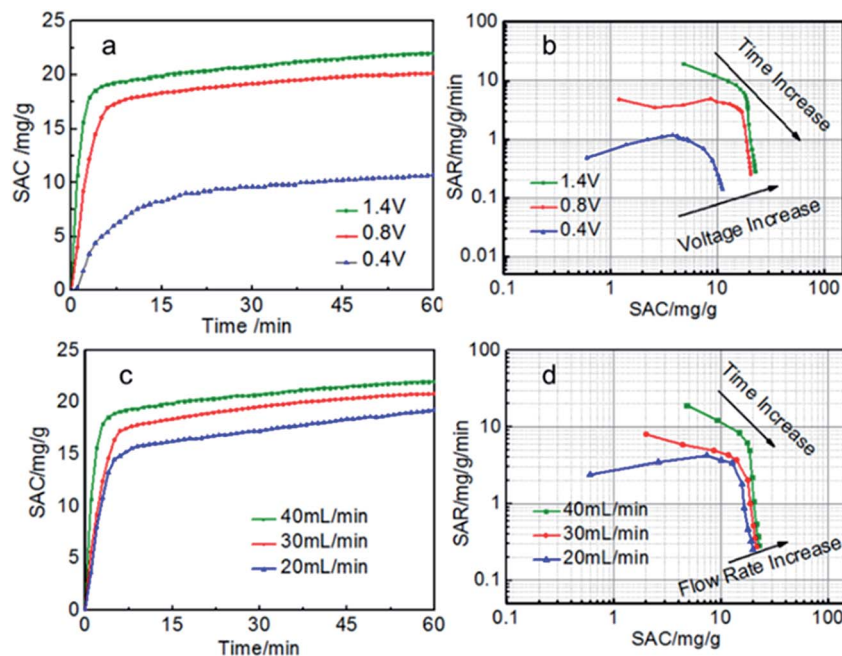 a
SAC /mg/g
25
20
15
10
5
0
1.4V
0.8V
0.4V
0
15
30
45
60
Time /min
b
SAR/mg/g/min
100
10
1
0.1
0.01
Time Increase
1.4V
0.8V
0.4V
Voltage Increase
0.1
1
10
100
SAC/mg/g
c
SAC/mg/g
25
20
15
10
5
0
40mL/min
30mL/min
20mL/min
0
15
30
45
60
Time/min
d
SAR/mg/g/min
100
10
1
0.1
Time Increase
40mL/min
30mL/min
20mL/min
Flow Rate Increase
0.1
1
10
100
SAC/mg/g